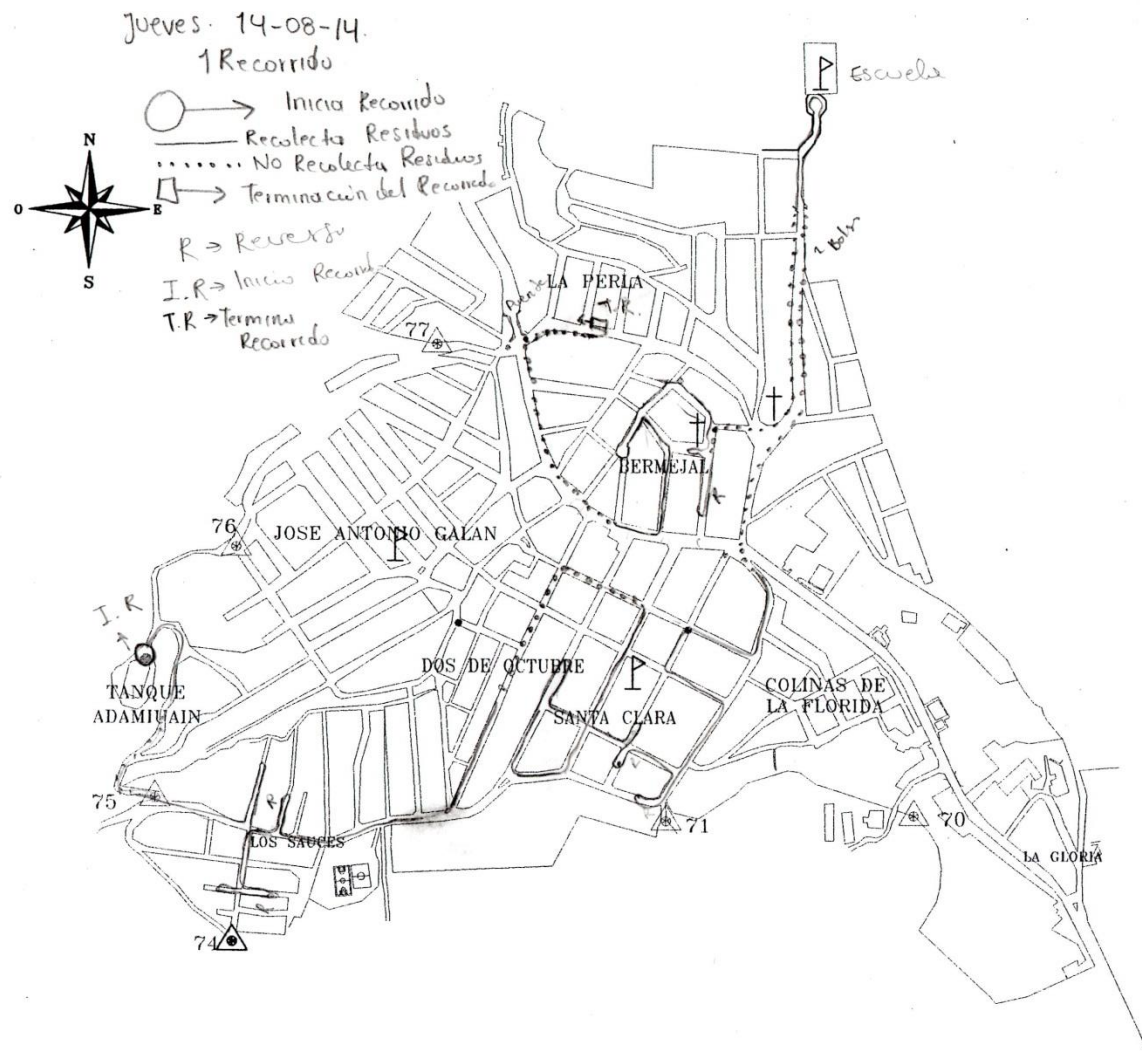 Jueves. 14-08-14.
1 Recorrido
Inicia Recorrido
Recolecta Residuos
No Recolecta Residuos
Terminación del Recorrido
R → Reverso
I.R → Inicio Recorrido
T.R → Termino
Recorrido
N
O
E
S
Escuela
LA PERLA
T.R.
77
BERMEJAL
R
76
JOSE ANTONIO GALAN
I.R
TANQUE
ADAMIUAIN
DOS DE OCTUBRE
SANTA CLARA
COLINAS DE
LA FLORIDA
75
R
LOS SAUCES
R
74
R
R
71
70
LA GLORIA